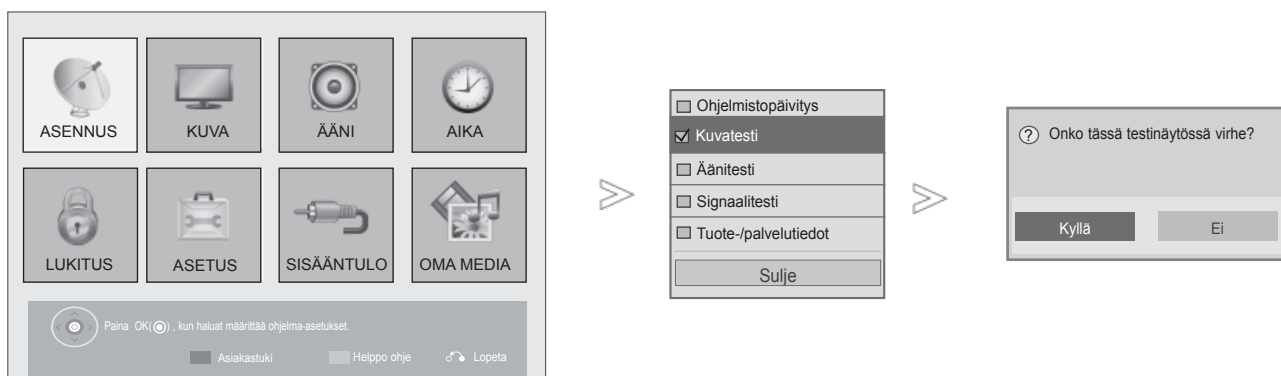 ASENNUS KUVA ÄÄNI AIKA
LUKITUS ASETUS SISÄÄNTULO OMA MEDIA
Paina OK(◉) , kun haluat määrittää ohjelma-asetukset.
Asiakastuki Helppo ohje Lopeta
Ohjelmistopäivitys
Kuvatesti
Äänitesti
Signaalitesti
Tuote-/palvelutiedot
Sulje
? Onko tässä testinäytössä virhe?
Kyllä Ei